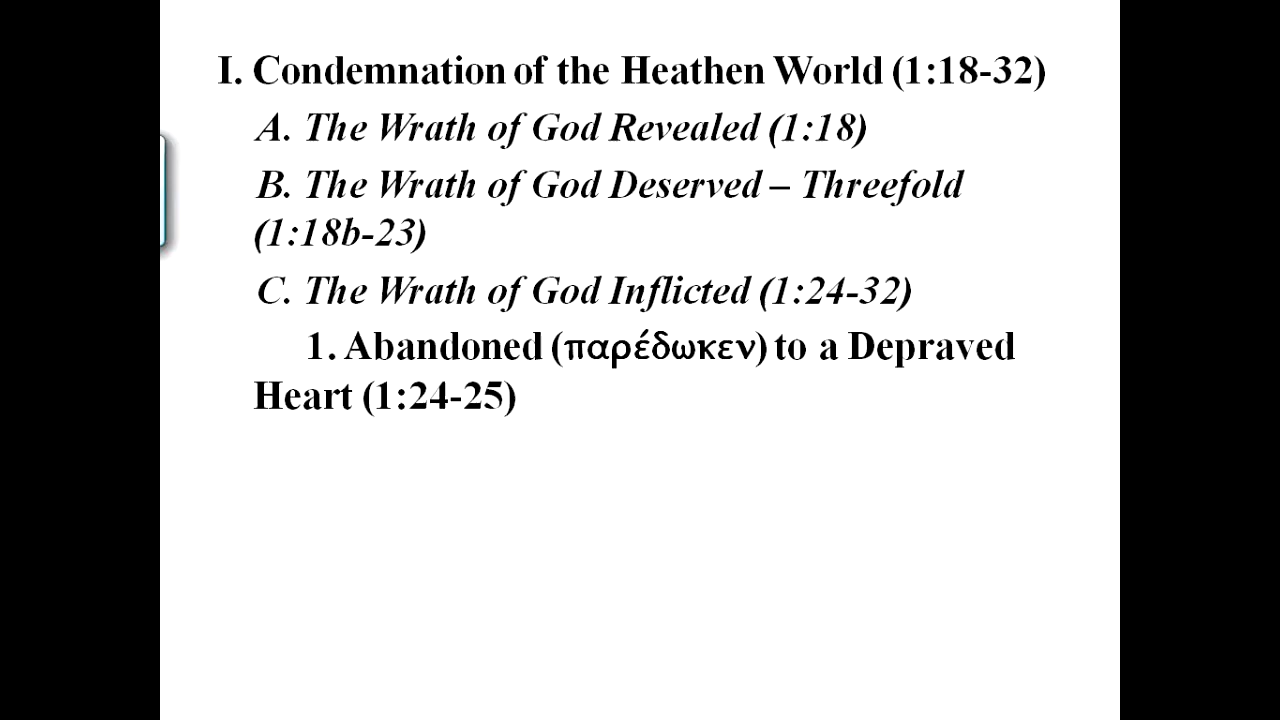 I. Condemnation of the Heathen World (1:18-32)
A. The Wrath of God Revealed (1:18)
B. The Wrath of God Deserved – Threefold
(1:18b-23)
C. The Wrath of God Inflicted (1:24-32)
1. Abandoned (παρέδωκεν) to a Depraved
Heart (1:24-25)